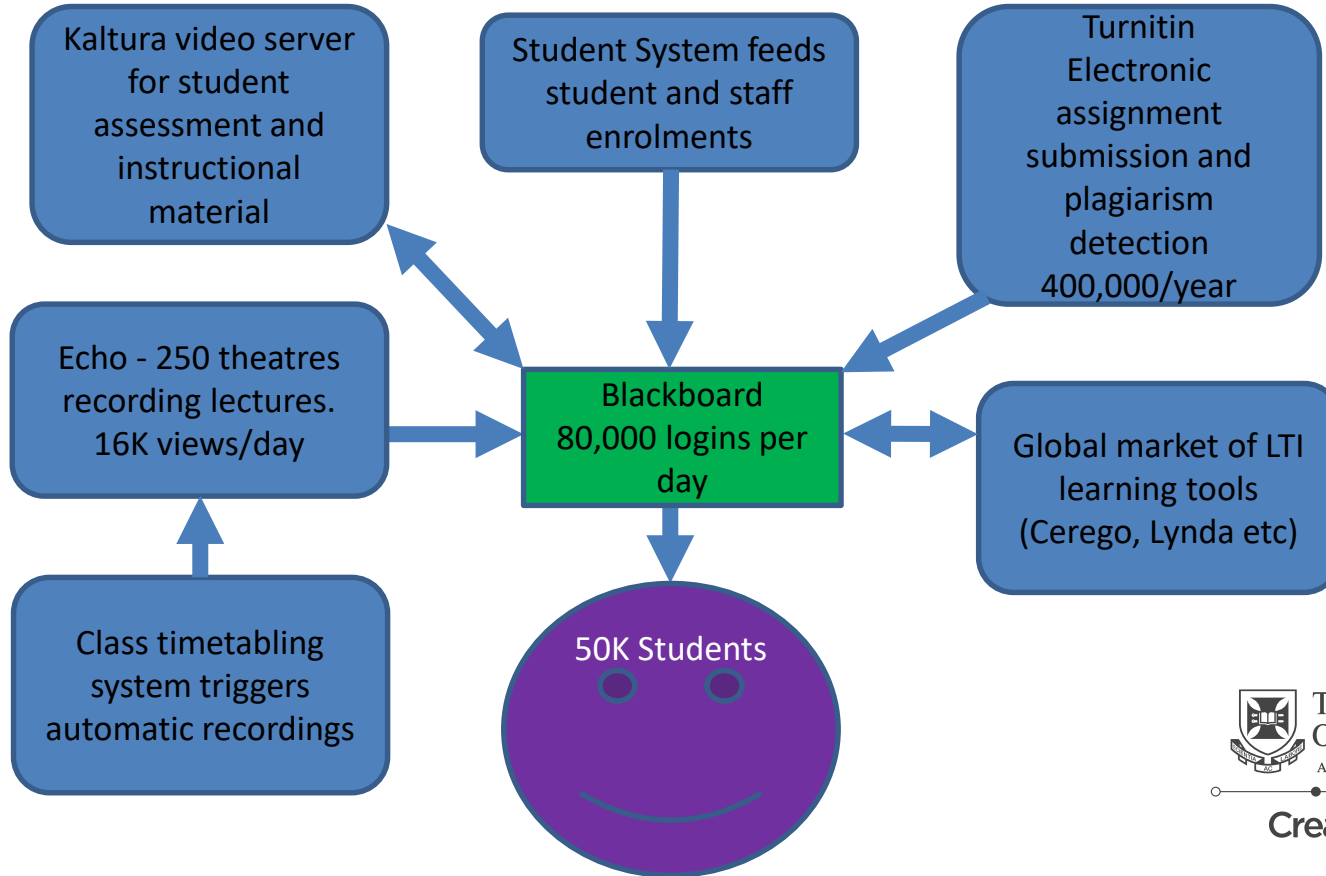 Kaltura video server
for student
assessment and
instructional
material
Student System feeds
student and staff
enrolments
Turnitin
Electronic
assignment
submission and
plagiarism
detection
400,000/year
Echo - 250 theatres
recording lectures.
16K views/day
Blackboard
80,000 logins per
day
Global market of LTI
learning tools
(Cerego, Lynda etc)
Class timetabling
system triggers
automatic recordings
50K Students
AC